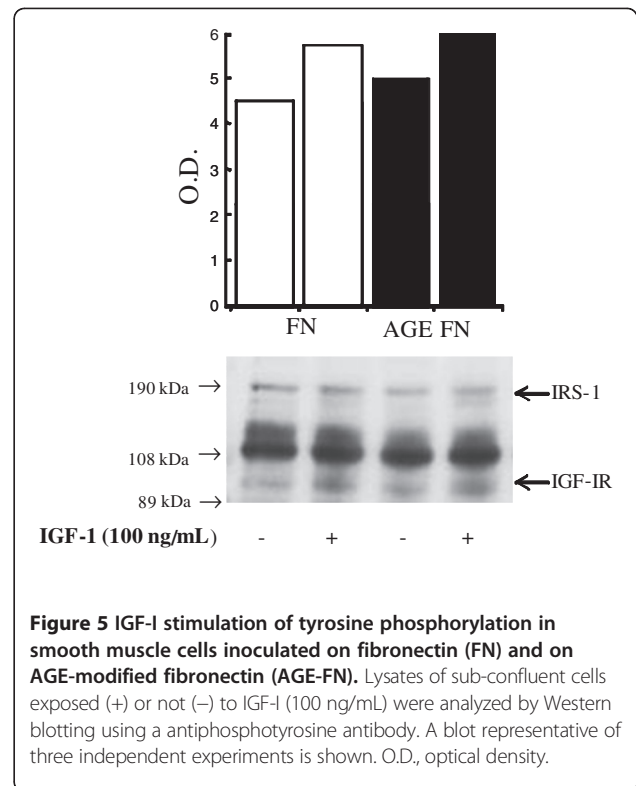 6
5
4
3
2
1
0
O.D.
FN AGE FN
190 kDa → ←IRS-1
108 kDa →
←IGF-IR
89 kDa →
IGF-1 (100 ng/mL) - + - +
Figure 5 IGF-I stimulation of tyrosine phosphorylation in
smooth muscle cells inoculated on fibronectin (FN) and on
AGE-modified fibronectin (AGE-FN). Lysates of sub-confluent cells
exposed (+) or not (−) to IGF-I (100 ng/mL) were analyzed by Western
blotting using a antiphosphotyrosine antibody. A blot representative of
three independent experiments is shown. O.D., optical density.